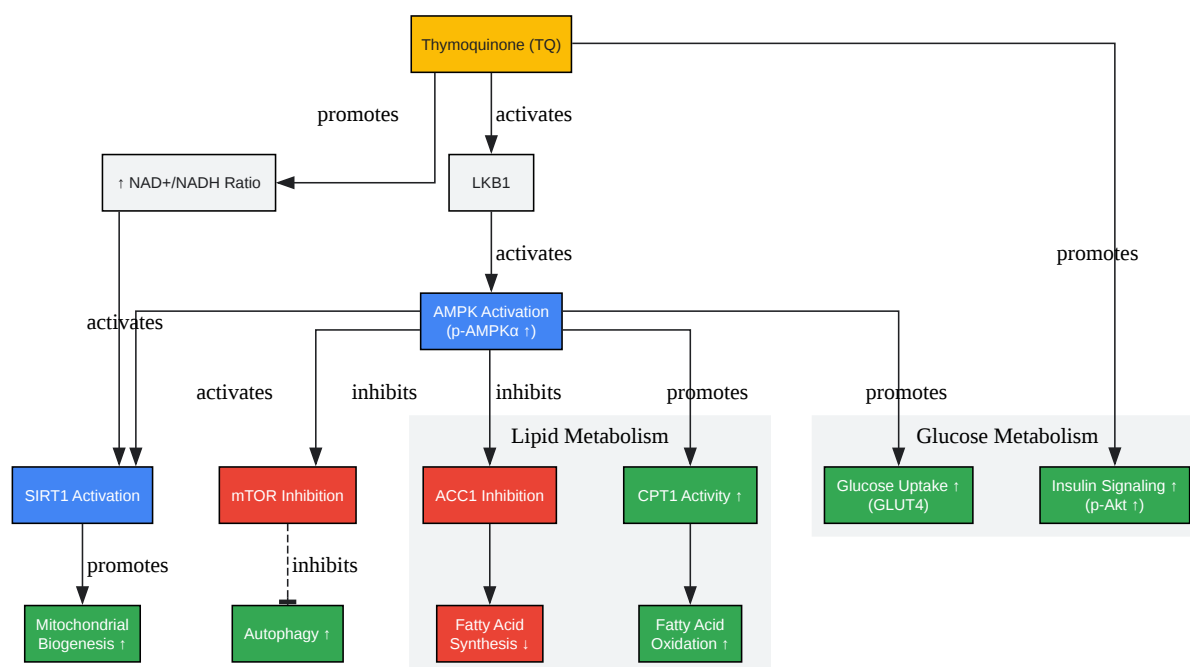 Thymoquinone (TQ)
promotes
activates
↑ NAD+/NADH Ratio
LKB1
activates
promotes
AMPK Activation
(p-AMPKα ↑)
activates
activates
inhibits
inhibits
promotes
promotes
Lipid Metabolism
Glucose Metabolism
SIRT1 Activation
mTOR Inhibition
ACC1 Inhibition
CPT1 Activity ↑
Glucose Uptake ↑
(GLUT4)
Insulin Signaling ↑
(p-Akt ↑)
promotes
inhibits
Mitochondrial
Biogenesis ↑
Autophagy ↑
Fatty Acid
Synthesis ↓
Fatty Acid
Oxidation ↑